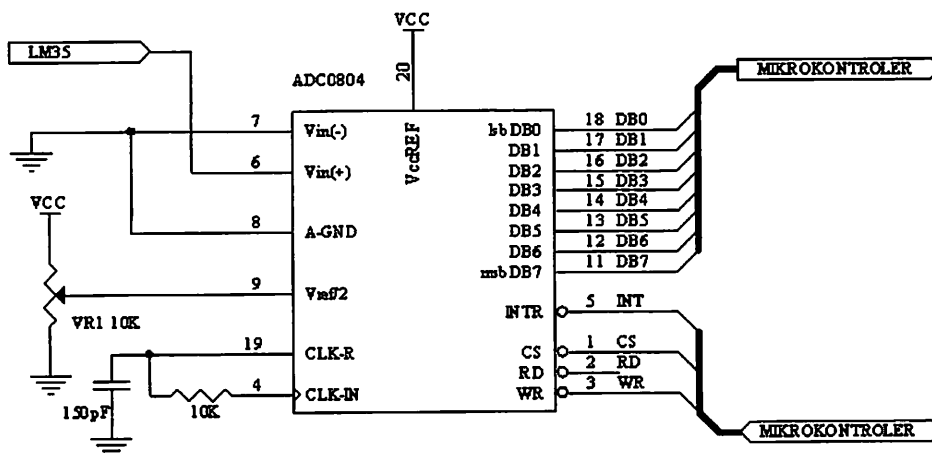 VCC
LM35
ADC0804
20
MIKROKONTROLER
7 Vin(-)
VccREF
lsb DB0 18 DB0
DB1 17 DB1
6 Vin(+)
DB2 16 DB2
DB3 15 DB3
VCC
DB4 14 DB4
8 A-GND
DB5 13 DB5
DB6 12 DB6
msb DB7 11 DB7
9 Vreff2
INTR 5 INT
VR1 10K
19 CLK-R
CS 1 CS
RD 2 RD
4 CLK-IN
WR 3 WR
150pF
10K
MIKROKONTROLER